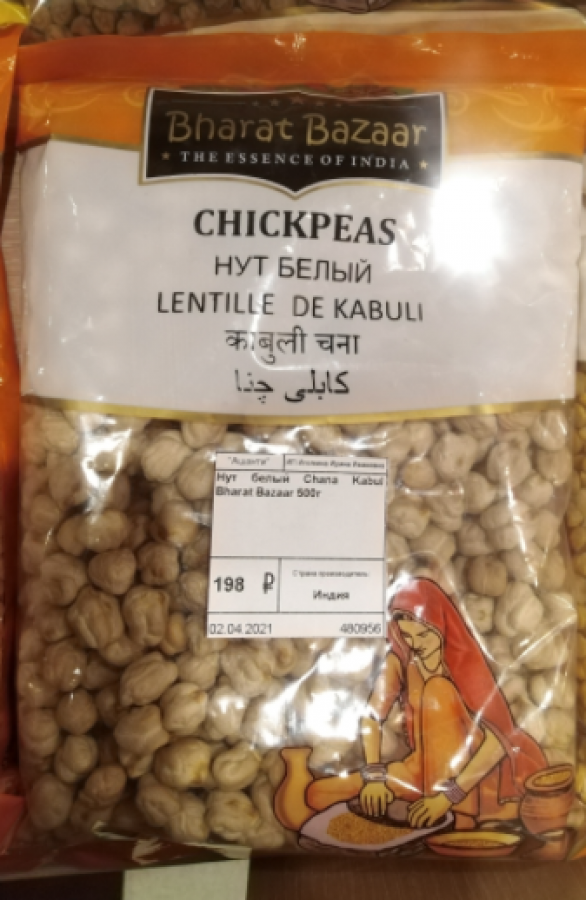 Bharat Bazaar
THE ESSENCE OF INDIA
CHICKPEAS
НУТ БЕЛЫЙ
LENTILLE DE KABULI
काबुली चना
کابلی چنا
"Ашанти"
Нут белый Chana Kabul
Bharat Bazaar 500г
198 ₽
Страна производитель:
Индия
02.04.2021 480956